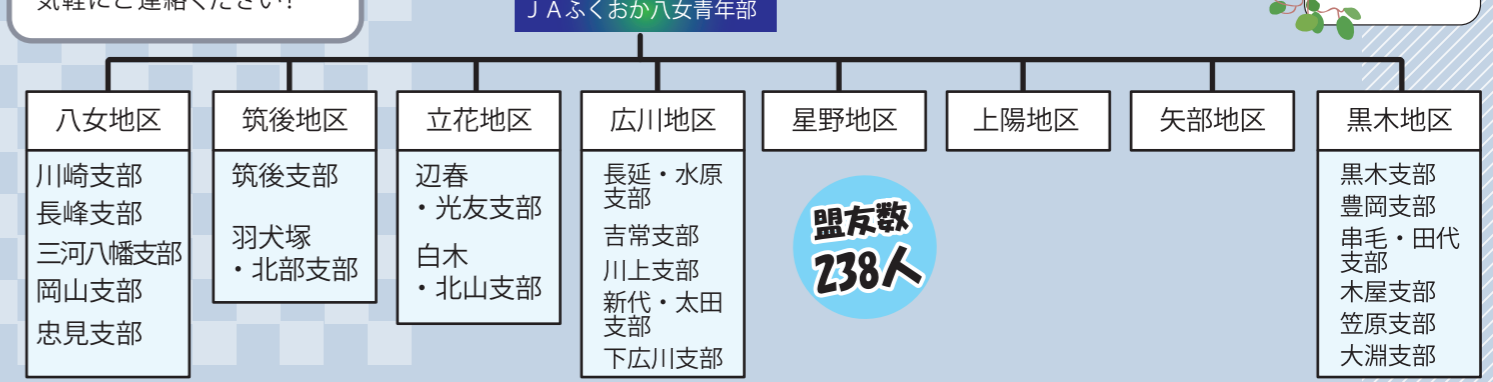 気軽にご連絡ください!
ＪＡふくおか八女青年部
八女地区
川崎支部
長峰支部
三河八幡支部
岡山支部
忠見支部
筑後地区
筑後支部
羽犬塚
・北部支部
立花地区
辺春
・光友支部
白木
・北山支部
広川地区
長延・水原
支部
吉常支部
川上支部
新代・太田
支部
下広川支部
星野地区
上陽地区
矢部地区
黒木地区
黒木支部
豊岡支部
串毛・田代
支部
木屋支部
笠原支部
大淵支部
盟友数
238人